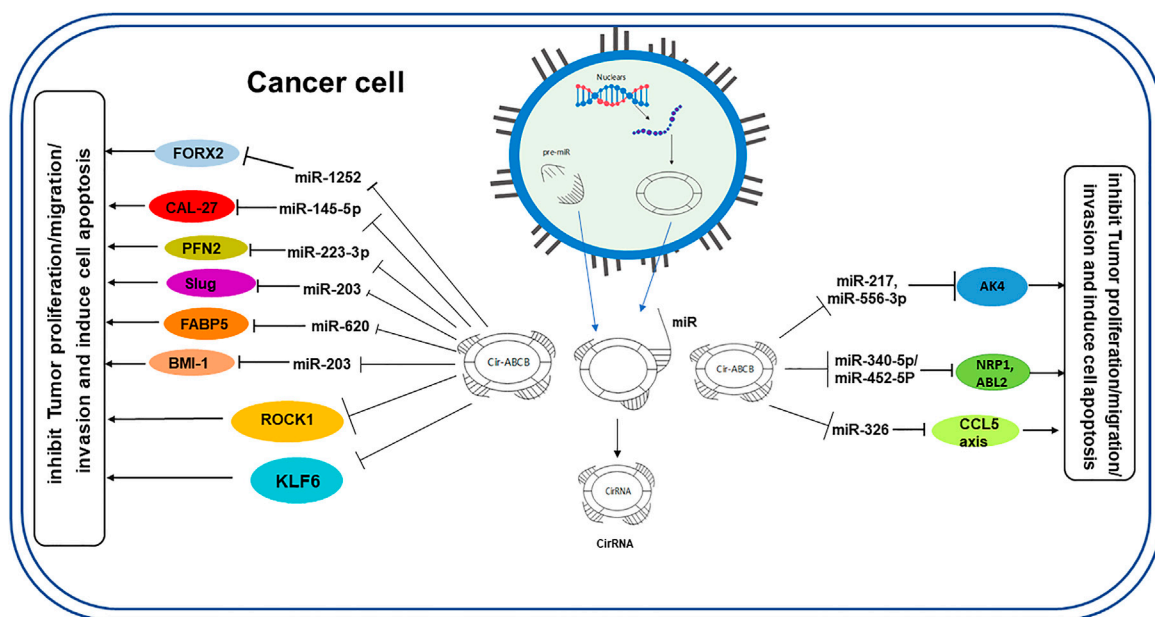 Cancer cell
Nuclears
pre-miR
inhibit Tumor proliferation/migration/
invasion and induce cell apoptosis
FORX2
miR-1252
CAL-27
miR-145-5p
PFN2
miR-223-3p
Slug
miR-203
FABP5
miR-620
BMI-1
miR-203
ROCK1
KLF6
Cir-ABCB
miR
CirRNA
CirRNA
Cir-ABCB
miR-217,
miR-556-3p
AK4
miR-340-5p/
miR-452-5P
NRP1,
ABL2
miR-326
CCL5
axis
inhibit Tumor proliferation/migration/
invasion and induce cell apoptosis